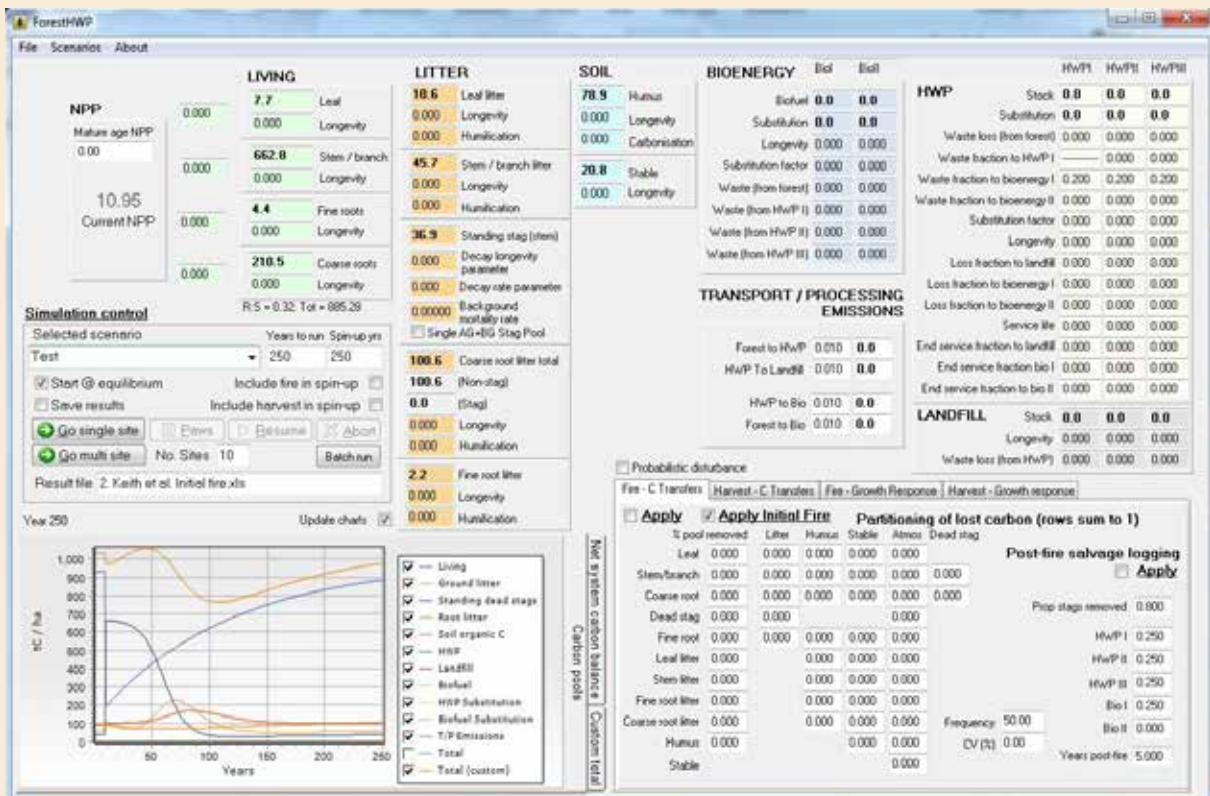 ForestHWP
File Scenarios About
NPP
Mature age NPP
0.00
10.95
Current NPP
0.000
0.000
0.000
0.000
LIVING
7.7 Leaf
0.000 Longevity
662.8 Stem / branch
0.000 Longevity
4.4 Fine roots
0.000 Longevity
210.5 Coarse roots
0.000 Longevity
R:S = 0.32: Tot = 885.28
LITTER
10.6 Leaf litter
0.000 Longevity
0.000 Humification
45.7 Stem / branch litter
0.000 Longevity
0.000 Humification
36.9 Standing stag (stem)
0.000 Decay longevity parameter
0.000 Decay rate parameter
0.00000 Background mortality rate
Single AG+BG Stag Pool
100.6 Coarse root litter total
100.6 (Non-stag)
0.0 (Stag)
0.000 Longevity
0.000 Humification
2.2 Fine root litter
0.000 Longevity
0.000 Humification
SOIL
78.9 Humus
0.000 Longevity
0.000 Carbonisation
20.8 Stable
0.000 Longevity
BIOENERGY BioI BioII
Biofuel 0.0 0.0
Substitution 0.0 0.0
Longevity 0.000 0.000
Substitution factor 0.000 0.000
Waste (from forest) 0.000 0.000
Waste (from HWP I) 0.000 0.000
Waste (from HWP II) 0.000 0.000
Waste (from HWP III) 0.000 0.000
TRANSPORT / PROCESSING
EMISSIONS
Forest to HWP 0.010 0.0
HWP To Landfill 0.010 0.0
HWP to Bio 0.010 0.0
Forest to Bio 0.010 0.0
HWPI HWPII HWPIII
HWP Stock 0.0 0.0 0.0
Substitution 0.0 0.0 0.0
Waste loss (from forest) 0.000 0.000 0.000
Waste fraction to HWP I 0.000 0.000
Waste fraction to bioenergy I 0.200 0.200 0.200
Waste fraction to bioenergy II 0.000 0.000 0.000
Substitution factor 0.000 0.000 0.000
Longevity 0.000 0.000 0.000
Loss fraction to landfill 0.000 0.000 0.000
Loss fraction to bioenergy I 0.000 0.000 0.000
Loss fraction to bioenergy II 0.000 0.000 0.000
Service life 0.000 0.000 0.000
End service fraction to landfill 0.000 0.000 0.000
End service fraction bio I 0.000 0.000 0.000
End service fraction to bio II 0.000 0.000 0.000
LANDFILL Stock 0.0 0.0 0.0
Longevity 0.000 0.000 0.000
Waste loss (from HWP) 0.000 0.000 0.000
Simulation control
Selected scenario Years to run Spin-up yrs
Test 250 250
Start @ equilibrium Include fire in spin-up
Save results Include harvest in spin-up
Go single site Paws Resume Abort
Go multi site No. Sites 10 Batch run
Result file 2. Keith et al. Initial fire.xls
Year 250 Update charts
1,000
900
800
700
600
500
400
300
200
100
0
tC / ha
50 100 150 200 250
Years
Living
Ground litter
Standing dead stags
Root litter
Soil organic C
HWP
Landfill
Biofuel
HWP Substitution
Biofuel Substitution
T/P Emissions
Total
Total (custom)
Net system carbon balance
Carbon pools
Custom total
Probabilistic disturbance
Fire - C Transfers Harvest - C Transfers Fire - Growth Response Harvest - Growth response
Apply Apply Initial Fire Partitioning of lost carbon (rows sum to 1)
% pool removed Litter Humus Stable Atmos Dead stag
Leaf 0.000 0.000 0.000 0.000 0.000
Stem/branch 0.000 0.000 0.000 0.000 0.000 0.000
Coarse root 0.000 0.000 0.000 0.000 0.000 0.000
Dead stag 0.000 0.000 0.000
Fine root 0.000 0.000 0.000 0.000 0.000
Leaf litter 0.000 0.000 0.000 0.000
Stem litter 0.000 0.000 0.000 0.000
Fine root litter 0.000 0.000 0.000 0.000
Coarse root litter 0.000 0.000 0.000 0.000
Humus 0.000 0.000 0.000
Stable 0.000
Frequency 50.00
CV (%) 0.00
Post-fire salvage logging
Apply
Prop stags removed 0.800
HWP I 0.250
HWP II 0.250
HWP III 0.250
Bio I 0.250
Bio II 0.000
Years post-fire 5.000